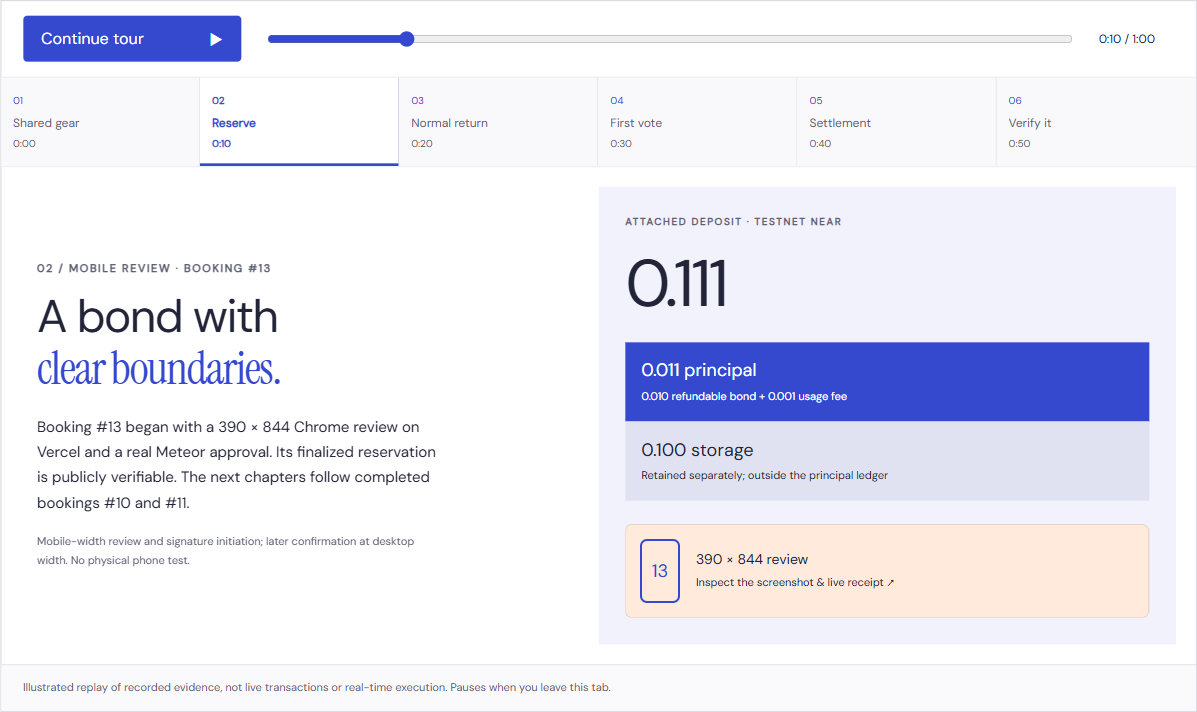 Continue tour ▶
0:10 / 1:00
01
Shared gear
0:00
02
Reserve
0:10
03
Normal return
0:20
04
First vote
0:30
05
Settlement
0:40
06
Verify it
0:50
02 / MOBILE REVIEW · BOOKING #13
A bond with
clear boundaries.
Booking #13 began with a 390 × 844 Chrome review on
Vercel and a real Meteor approval. Its finalized reservation
is publicly verifiable. The next chapters follow completed
bookings #10 and #11.
Mobile-width review and signature initiation; later confirmation at desktop
width. No physical phone test.
ATTACHED DEPOSIT · TESTNET NEAR
0.111
0.011 principal
0.010 refundable bond + 0.001 usage fee
0.100 storage
Retained separately; outside the principal ledger
13
390 × 844 review
Inspect the screenshot & live receipt ↗
Illustrated replay of recorded evidence, not live transactions or real-time execution. Pauses when you leave this tab.